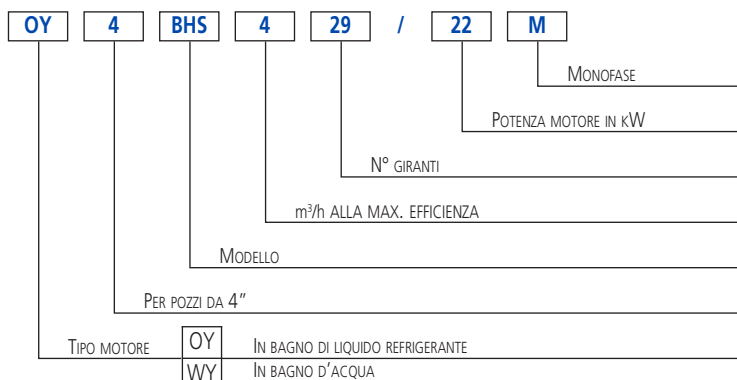 OY 4 BHS 4 29 / 22 M
Monofase
Potenza motore in kW
N° giranti
m³/h alla max. efficienza
Modello
Per pozzi da 4”
Tipo motore OY In bagno di liquido refrigerante
WY In bagno d’acqua